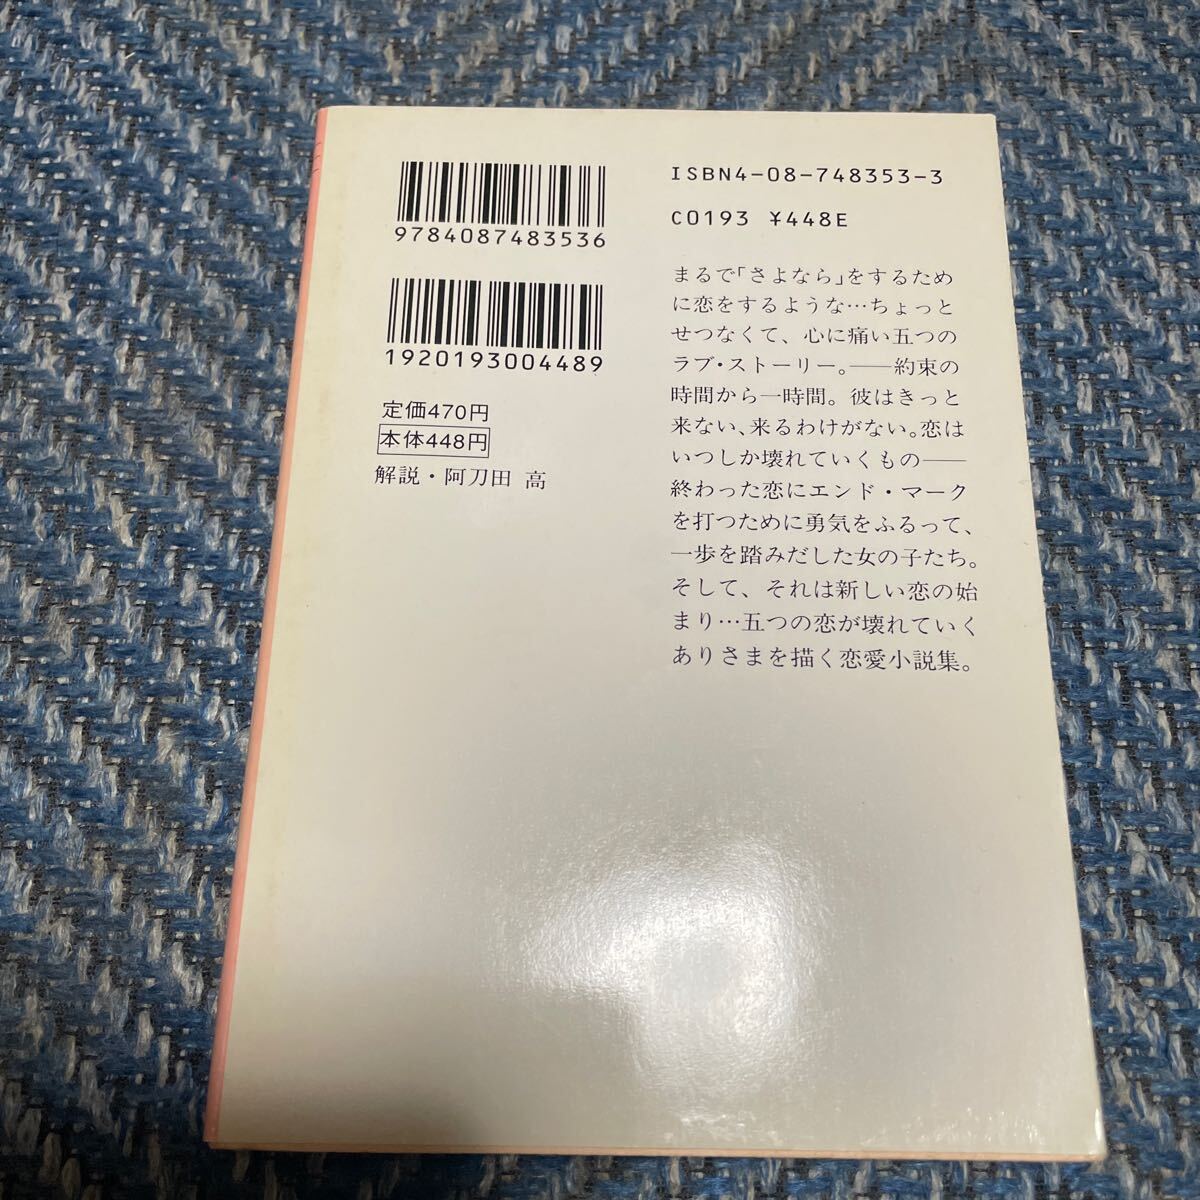 9784087483536
1920193004489
定価470円
本体448円
解説・阿刀田 高
ISBN4-08-748353-3
C0193 ¥448E
まるで「さよなら」をするため
に恋をするような…ちょっと
せつなくて、心に痛い五つの
ラブ・ストーリー。――約束の
時間から一時間。彼はきっと
来ない、来るわけがない。恋は
いつしか壊れていくもの――
終わった恋にエンド・マーク
を打つために勇気をふるって、
一歩を踏みだした女の子たち。
そして、それは新しい恋の始
まり…五つの恋が壊れていく
ありさまを描く恋愛小説集。